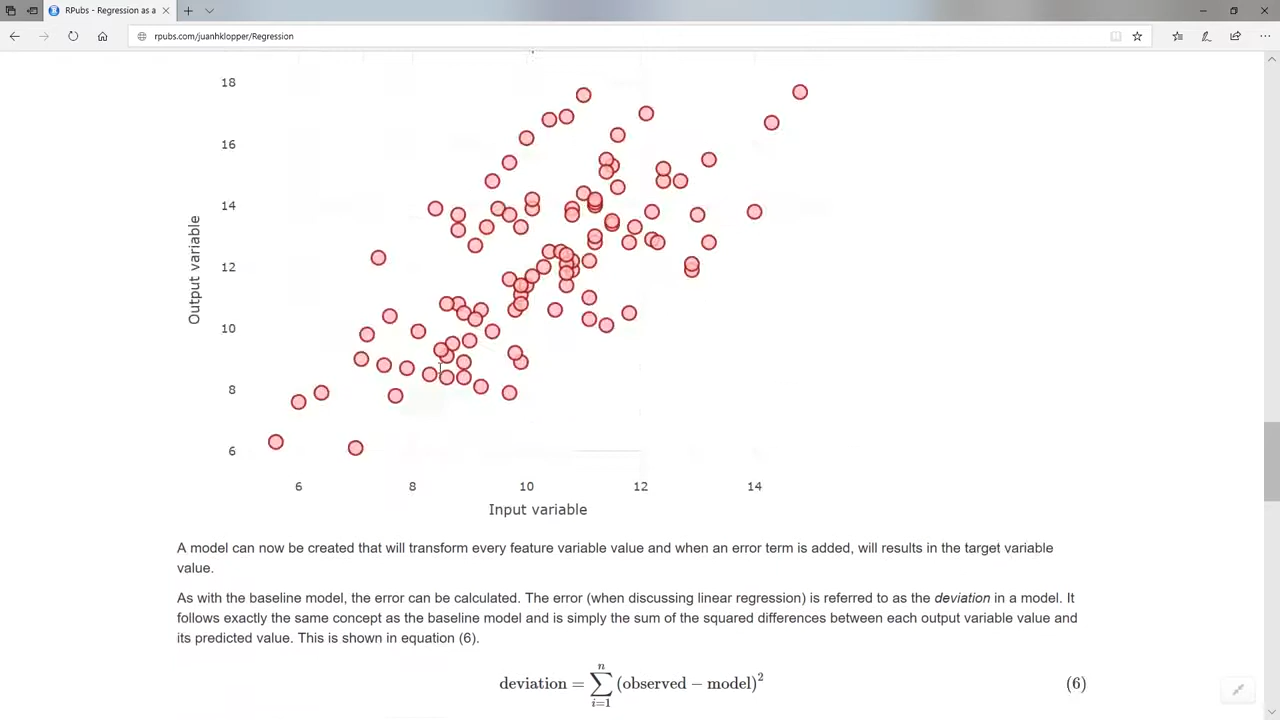 RPubs - Regression as a
rpubs.com/juanhklopper/Regression
18
16
14
12
10
8
6
Output variable
6 8 10 12 14
Input variable
A model can now be created that will transform every feature variable value and when an error term is added, will results in the target variable
value.
As with the baseline model, the error can be calculated. The error (when discussing linear regression) is referred to as the deviation in a model. It
follows exactly the same concept as the baseline model and is simply the sum of the squared differences between each output variable value and
its predicted value. This is shown in equation (6).
deviation = ∑_{i=1}^{n} (observed − model)² (6)